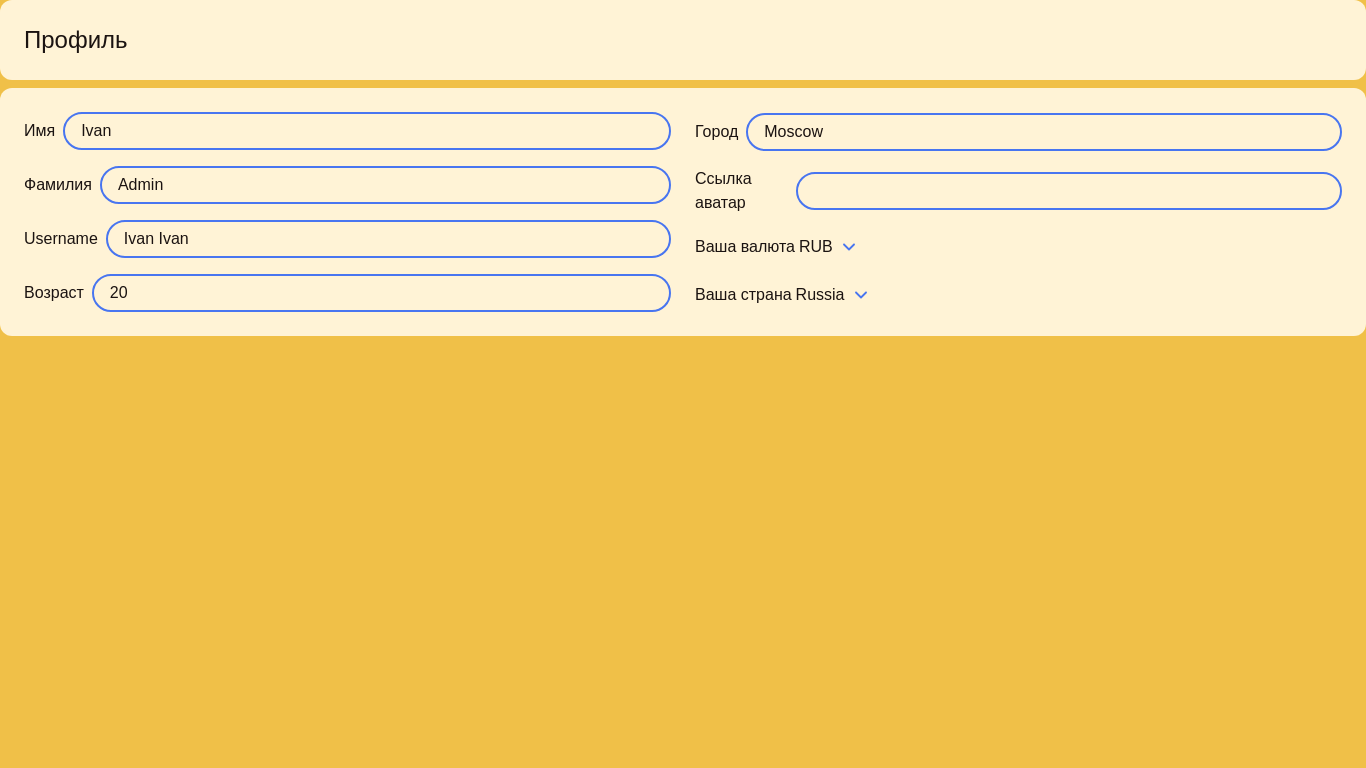 Профиль
Имя Ivan
Фамилия Admin
Username Ivan Ivan
Возраст 20
Город Moscow
Ссылка
аватар
Ваша валюта RUB
Ваша страна Russia